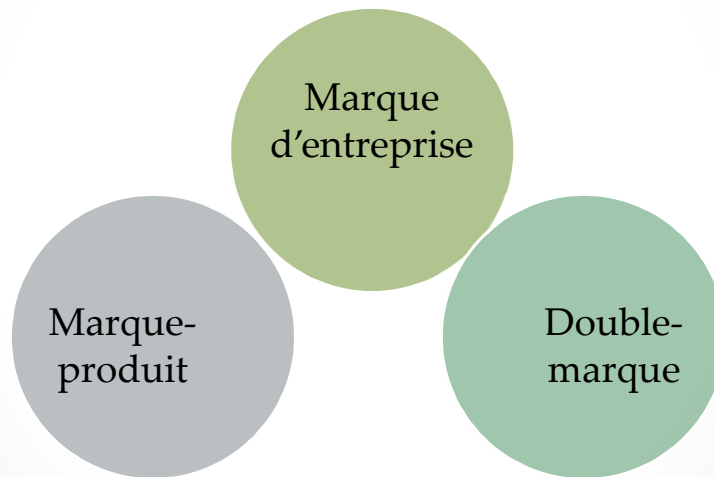 Marque
d'entreprise
Marque-
produit
Double-
marque